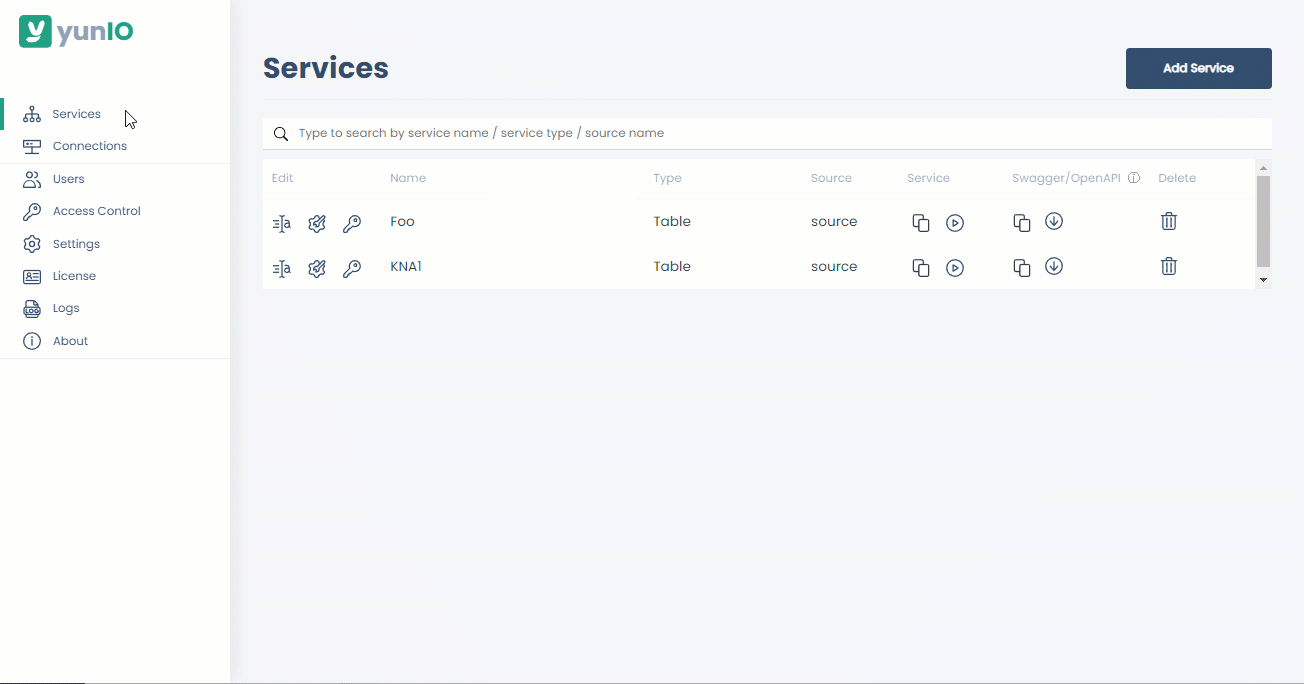 yunIO
Services
Connections
Users
Access Control
Settings
License
Logs
About
Services
Add Service
Type to search by service name / service type / source name
Edit Name Type Source Service Swagger/OpenAPI Delete
Foo Table source
KNA1 Table source